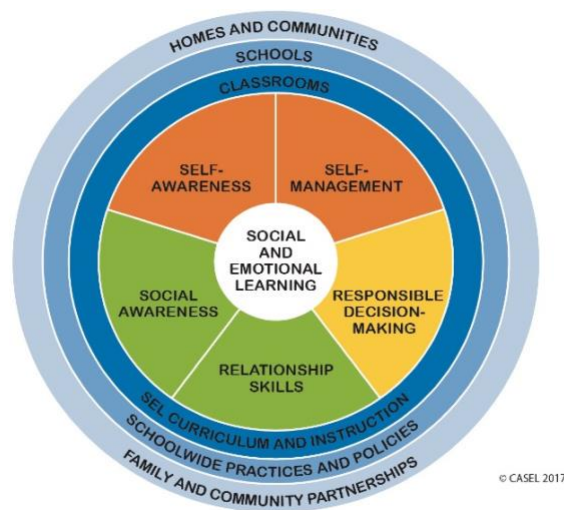 HOMES AND COMMUNITIES
SCHOOLS
CLASSROOMS
SELF-
AWARENESS
SELF-
MANAGEMENT
SOCIAL
AND
EMOTIONAL
LEARNING
SOCIAL
AWARENESS
RESPONSIBLE
DECISION-
MAKING
RELATIONSHIP
SKILLS
SEL CURRICULUM AND INSTRUCTION
SCHOOLWIDE PRACTICES AND POLICIES
FAMILY AND COMMUNITY PARTNERSHIPS
© CASEL 2017